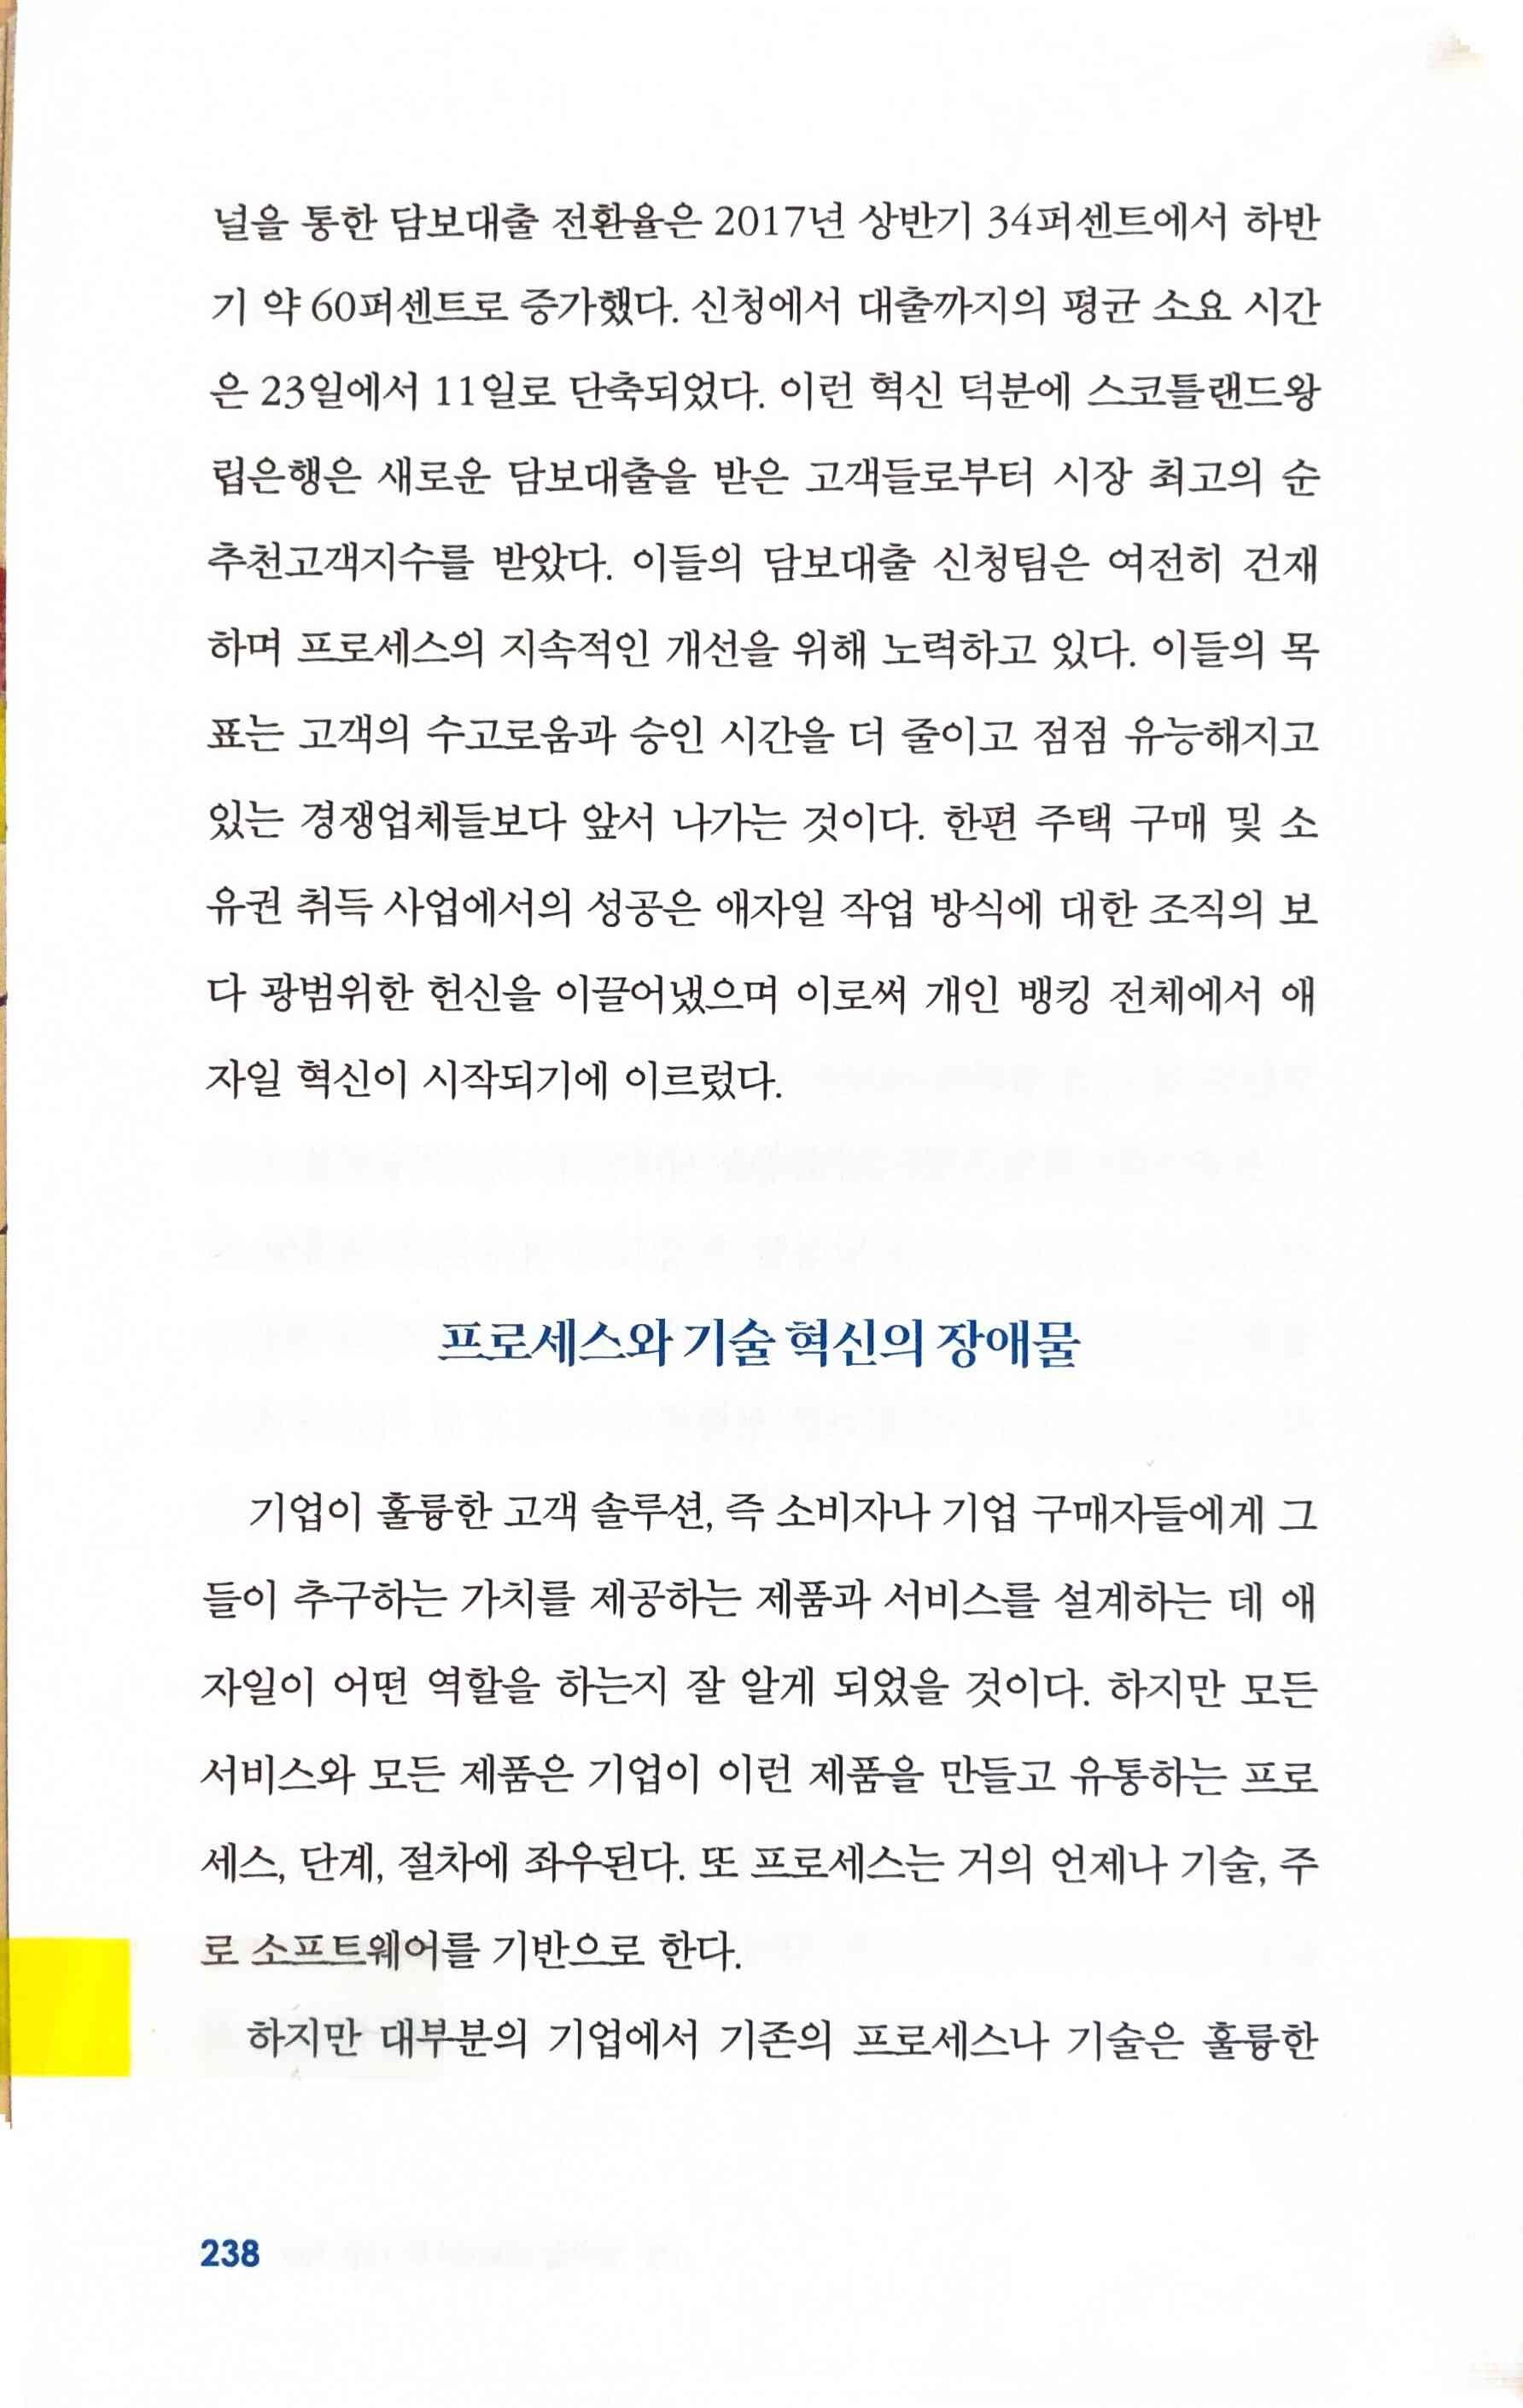 널을 통한 담보대출 전환율은 2017년 상반기 34퍼센트에서 하반
기 약 60퍼센트로 증가했다. 신청에서 대출까지의 평균 소요 시간
은 23일에서 11일로 단축되었다. 이런 혁신 덕분에 스코틀랜드왕
립은행은 새로운 담보대출을 받은 고객들로부터 시장 최고의 순
추천고객지수를 받았다. 이들의 담보대출 신청팀은 여전히 건재
하며 프로세스의 지속적인 개선을 위해 노력하고 있다. 이들의 목
표는 고객의 수고로움과 승인 시간을 더 줄이고 점점 유능해지고
있는 경쟁업체들보다 앞서 나가는 것이다. 한편 주택 구매 및 소
유권 취득 사업에서의 성공은 애자일 작업 방식에 대한 조직의 보
다 광범위한 헌신을 이끌어냈으며 이로써 개인 뱅킹 전체에서 애
자일 혁신이 시작되기에 이르렀다.
프로세스와 기술 혁신의 장애물
기업이 훌륭한 고객 솔루션, 즉 소비자나 기업 구매자들에게 그
들이 추구하는 가치를 제공하는 제품과 서비스를 설계하는 데 애
자일이 어떤 역할을 하는지 잘 알게 되었을 것이다. 하지만 모든
서비스와 모든 제품은 기업이 이런 제품을 만들고 유통하는 프로
세스, 단계, 절차에 좌우된다. 또 프로세스는 거의 언제나 기술, 주
로 소프트웨어를 기반으로 한다.
하지만 대부분의 기업에서 기존의 프로세스나 기술은 훌륭한
238